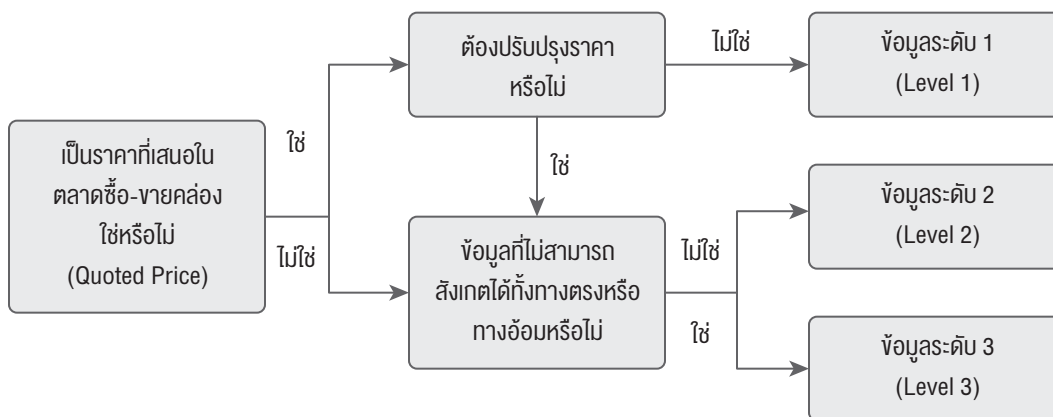 เป็นราคาที่เสนอใน
ตลาดซื้อ-ขายคล่อง
ใช่หรือไม่
(Quoted Price)
ใช่
ไม่ใช่
ต้องปรับปรุงราคา
หรือไม่
ไม่ใช่
ใช่
ข้อมูลระดับ 1
(Level 1)
ข้อมูลที่ไม่สามารถ
สังเกตได้ทั้งทางตรงหรือ
ทางอ้อมหรือไม่
ไม่ใช่
ใช่
ข้อมูลระดับ 2
(Level 2)
ข้อมูลระดับ 3
(Level 3)